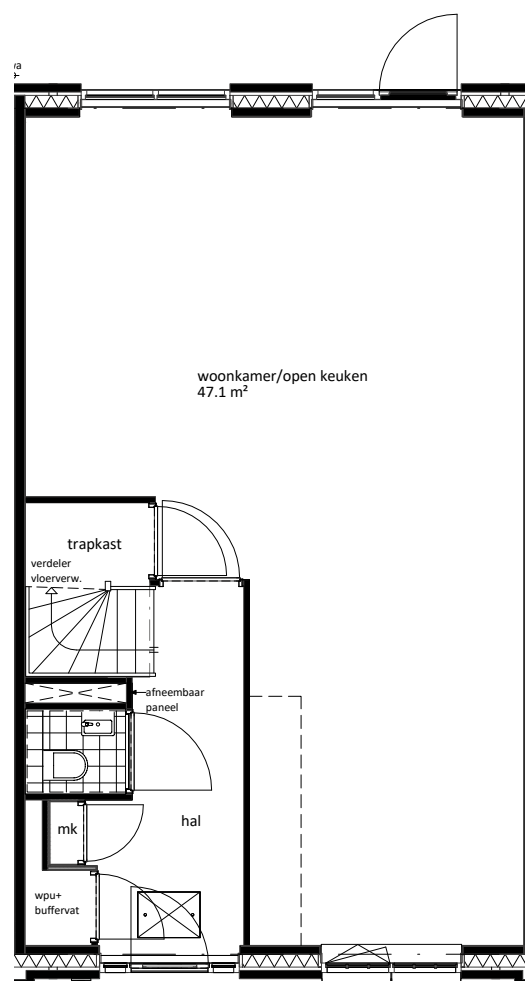 woonkamer/open keuken
47.1 m²
trapkast
verdeler
vloerverw.
afneembaar
paneel
hal
mk
wpu+
buffervat